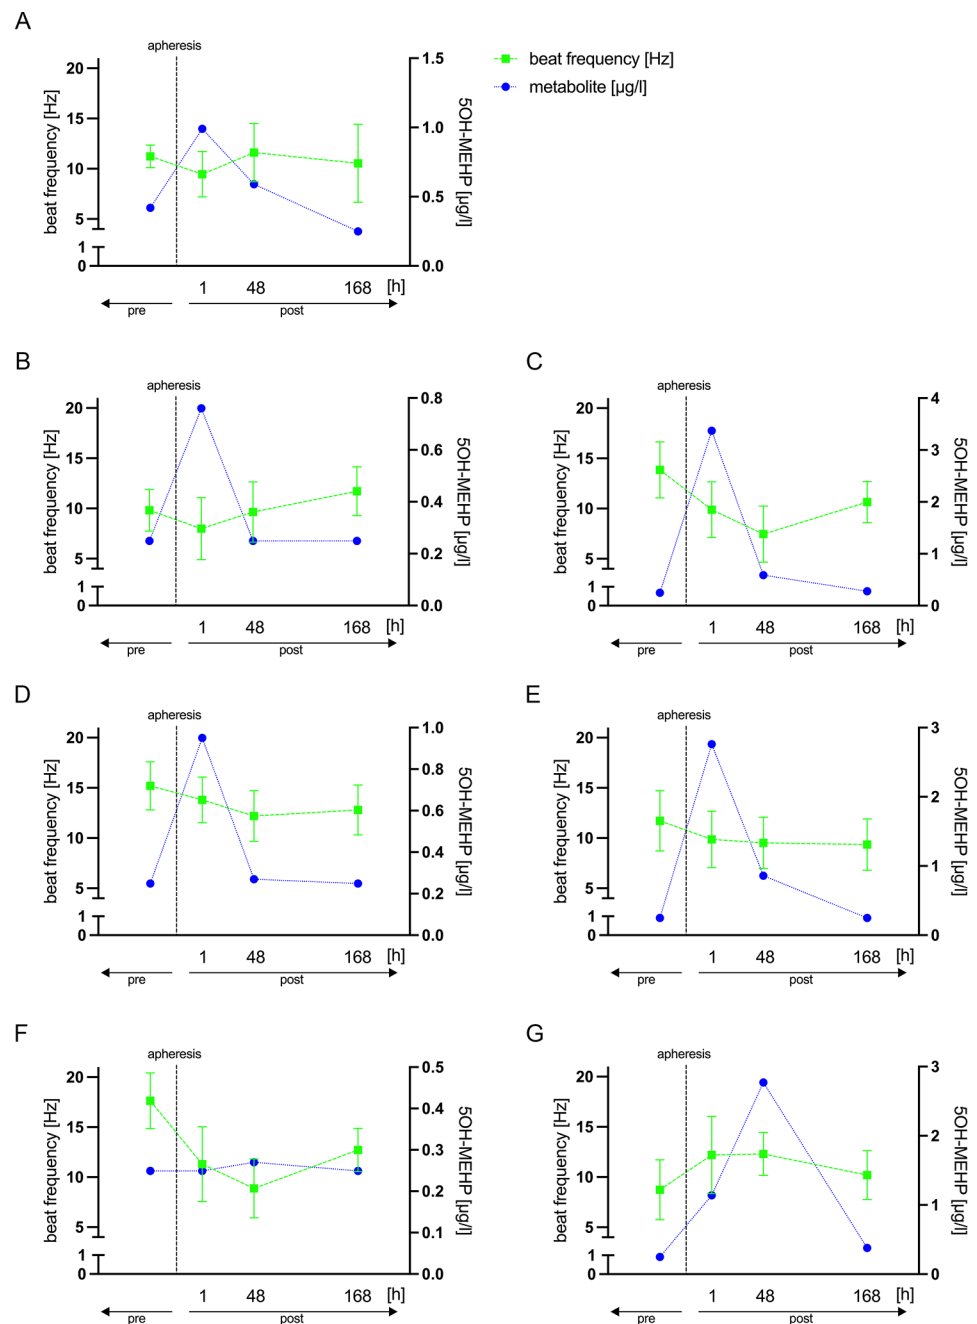 A
apheresis
beat frequency [Hz]
metabolite [µg/l]
20
15
10
5
1
0
beat frequency [Hz]
1.5
1.0
0.5
0.0
5OH-MEHP [µg/l]
1 48 168 [h]
pre post
B
apheresis
20
15
10
5
1
0
beat frequency [Hz]
0.8
0.6
0.4
0.2
0.0
5OH-MEHP [µg/l]
1 48 168 [h]
pre post
C
apheresis
20
15
10
5
1
0
beat frequency [Hz]
4
3
2
1
0
5OH-MEHP [µg/l]
1 48 168 [h]
pre post
D
apheresis
20
15
10
5
1
0
beat frequency [Hz]
1.0
0.8
0.6
0.4
0.2
0.0
5OH-MEHP [µg/l]
1 48 168 [h]
pre post
E
apheresis
20
15
10
5
1
0
beat frequency [Hz]
3
2
1
0
5OH-MEHP [µg/l]
1 48 168 [h]
pre post
F
apheresis
20
15
10
5
1
0
beat frequency [Hz]
0.5
0.4
0.3
0.2
0.1
0.0
5OH-MEHP [µg/l]
1 48 168 [h]
pre post
G
apheresis
20
15
10
5
1
0
beat frequency [Hz]
3
2
1
0
5OH-MEHP [µg/l]
1 48 168 [h]
pre post